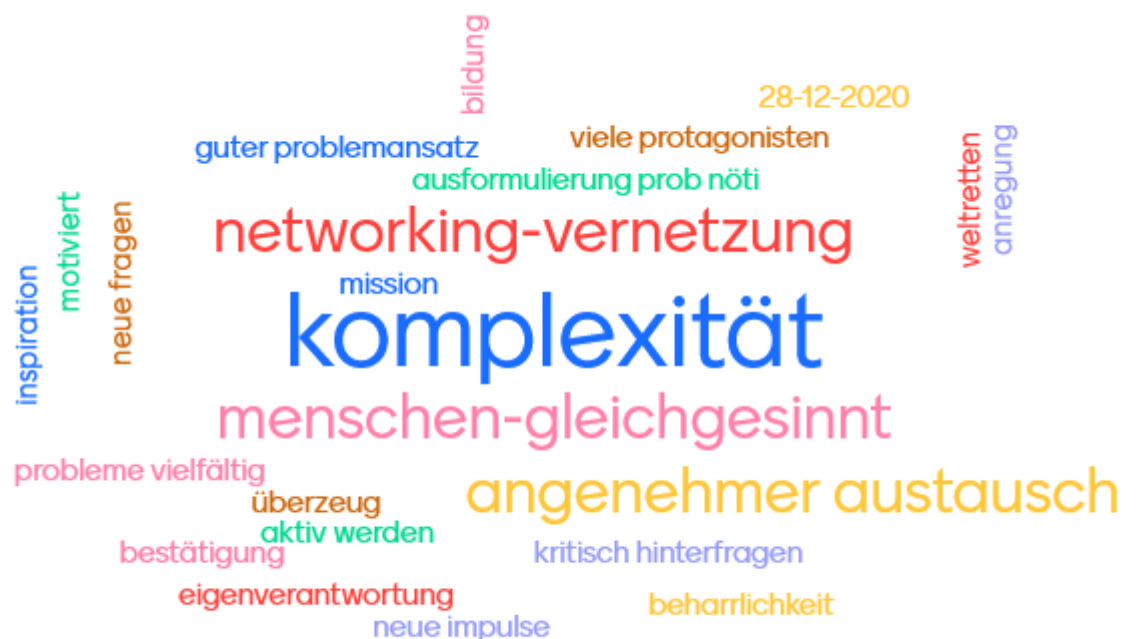 bildung
28-12-2020
viele protagonisten
guter problemansatz
weltretten
anregung
ausformulierung prob nöti
motiviert
neue fragen
networking-vernetzung
inspiration
mission
komplexität
menschen-gleichgesinnt
probleme vielfältig
angenehmer austausch
überzeug
aktiv werden
bestätigung
kritisch hinterfragen
eigenverantwortung
beharrlichkeit
neue impulse